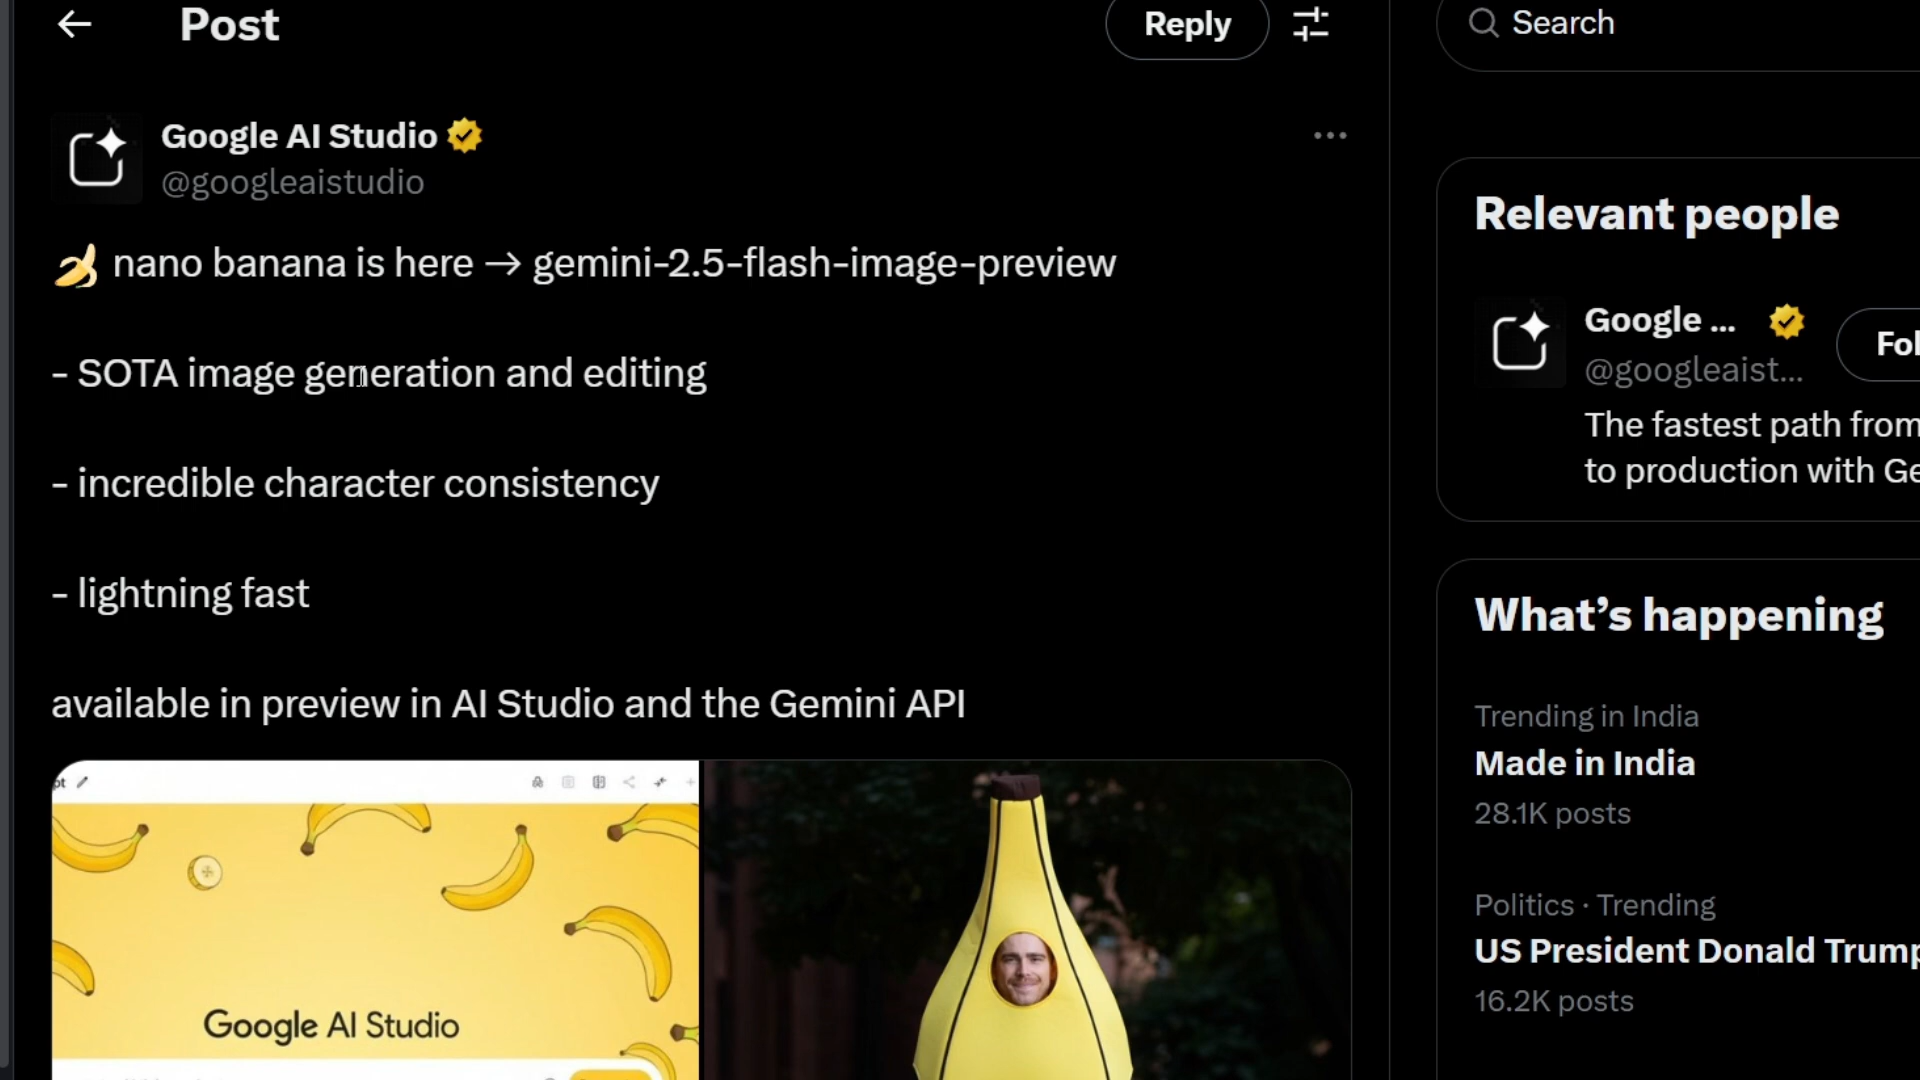 Post
Reply
Search
Google AI Studio
@googleaistudio
🍌 nano banana is here → gemini-2.5-flash-image-preview
- SOTA image generation and editing
- incredible character consistency
- lightning fast
available in preview in AI Studio and the Gemini API
Google AI Studio
Relevant people
Google ...
@googleaist...
The fastest path from
to production with Ge
What’s happening
Trending in India
Made in India
28.1K posts
Politics · Trending
US President Donald Trump
16.2K posts